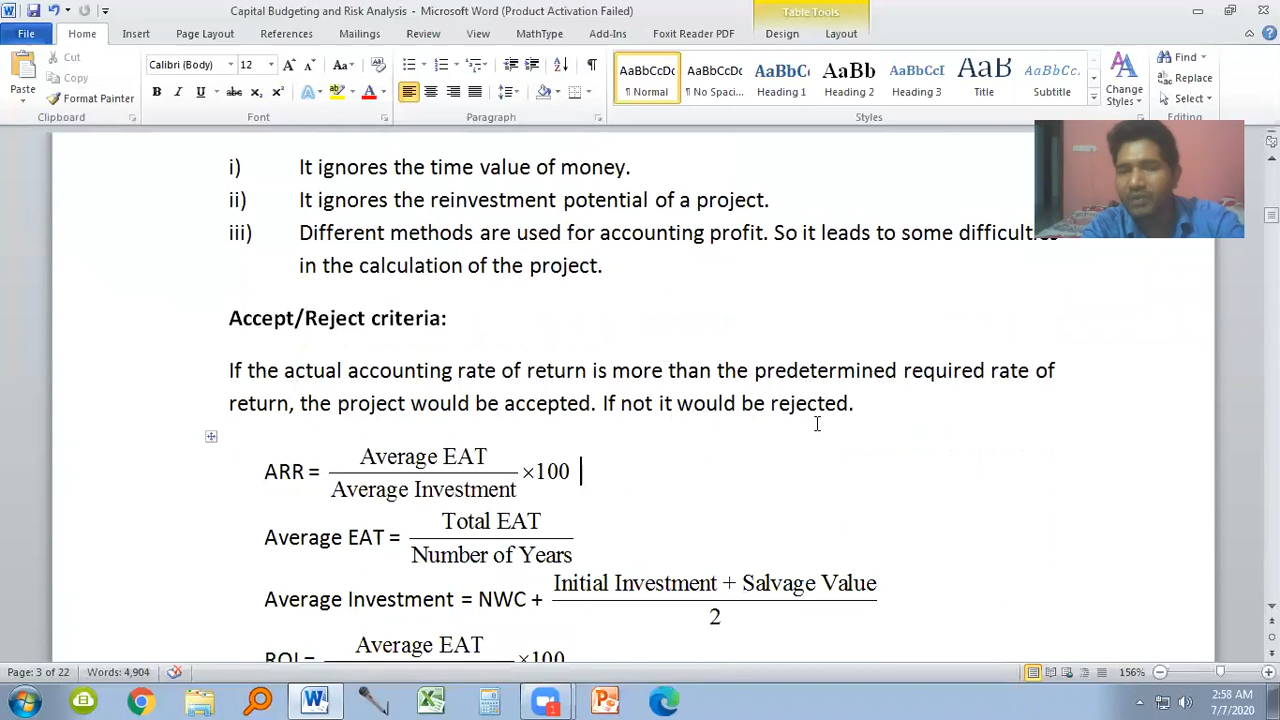 Capital Budgeting and Risk Analysis - Microsoft Word (Product Activation Failed)
Table Tools
File Home Insert Page Layout References Mailings Review View MathType Add-Ins Foxit Reader PDF Design Layout
Cut
Copy
Format Painter
Paste
Clipboard
Calibri (Body) 12
Font
Paragraph
AaBbCcDc
¶ Normal
AaBbCcDc
¶ No Spaci...
AaBbC
Heading 1
AaBbCc
Heading 2
AaBbCcI
Heading 3
AaB
Title
AaBbCc.
Subtitle
Styles
Change
Styles
Find
Replace
Select
Editing
i) It ignores the time value of money.
ii) It ignores the reinvestment potential of a project.
iii) Different methods are used for accounting profit. So it leads to some difficulties
in the calculation of the project.
Accept/Reject criteria:
If the actual accounting rate of return is more than the predetermined required rate of
return, the project would be accepted. If not it would be rejected.
ARR = Average EAT / Average Investment ×100
Average EAT = Total EAT / Number of Years
Average Investment = NWC + Initial Investment + Salvage Value / 2
ROI = Average EAT ×100
Page: 3 of 22 Words: 4,904 156%
2:58 AM
7/7/2020